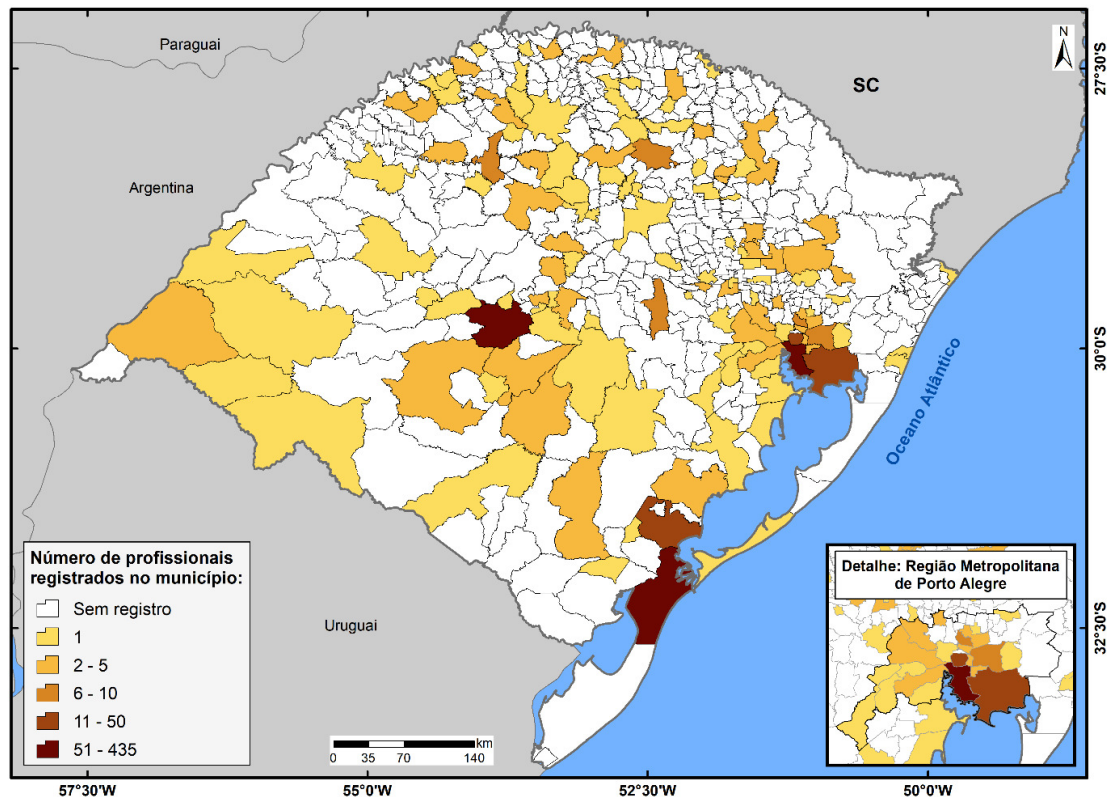 Paraguai
N
27°30'S
SC
Argentina
30°0'S
Oceano Atlântico
Número de profissionais
registrados no município:
Sem registro
1
2 - 5
6 - 10
11 - 50
51 - 435
Uruguai
Detalhe: Região Metropolitana
de Porto Alegre
32°30'S
km
0 35 70 140
57°30'W 55°0'W 52°30'W 50°0'W